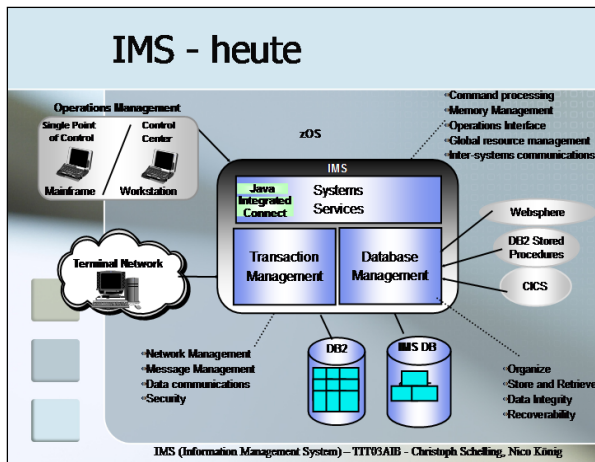 IMS - heute
Operations Management
Single Point
of Control
Control
Center
Mainframe
Workstation
zOS
Command processing
Memory Management
Operations Interface
Global resource management
Inter-systems communications
IMS
Java
Integrated
Connect
Systems
Services
Transaction
Management
Database
Management
Websphere
DB2 Stored
Procedures
CICS
Terminal Network
DB2
IMS DB
Network Management
Message Management
Data communications
Security
Organize
Store and Retrieve
Data Integrity
Recoverability
IMS (Information Management System) – TIT03AIB - Christoph Schelling, Nico König